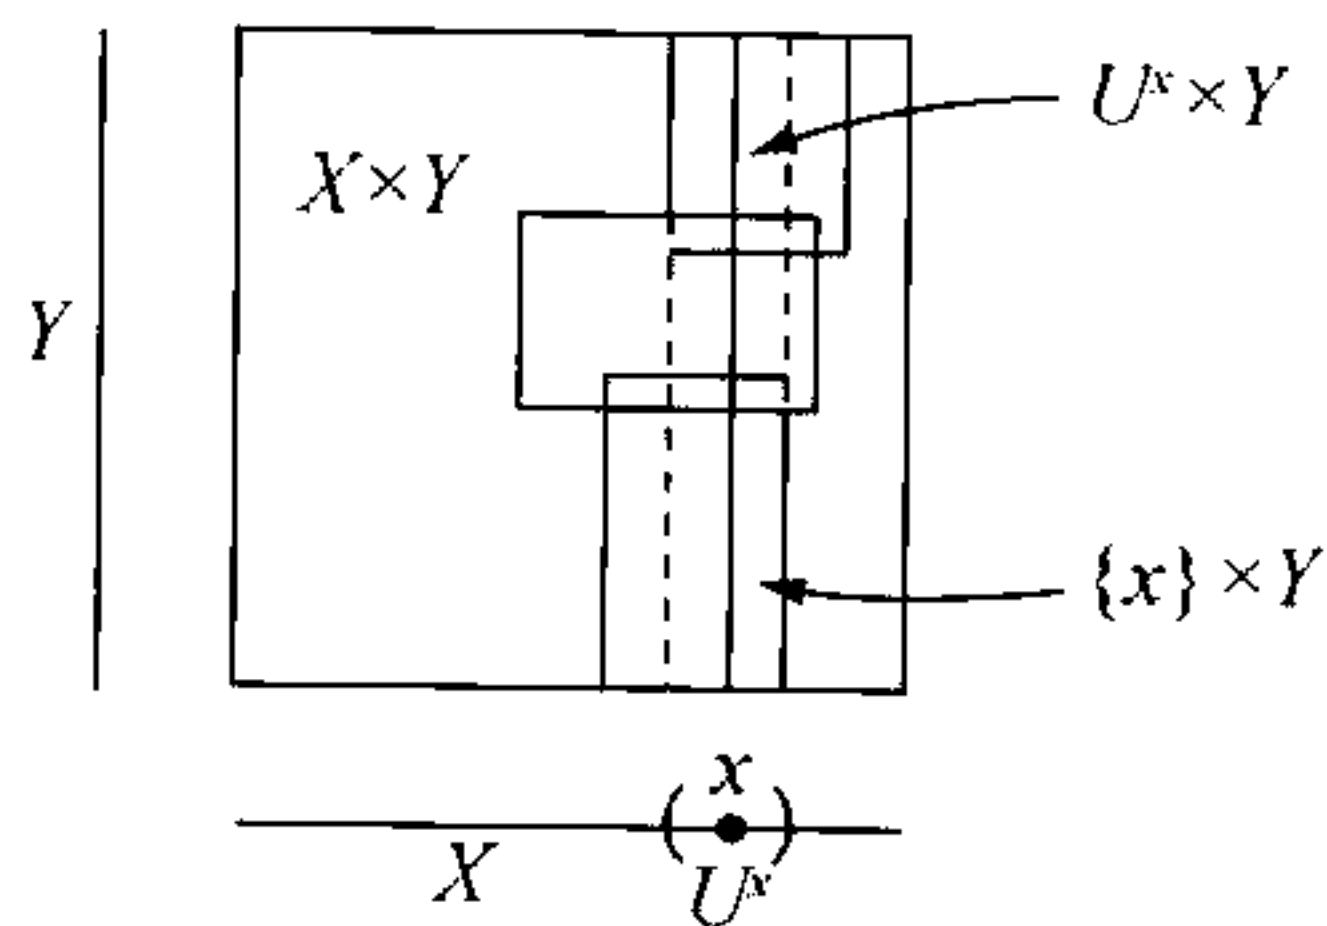 U^x × Y
X × Y
Y
{x} × Y
x
X
U^x